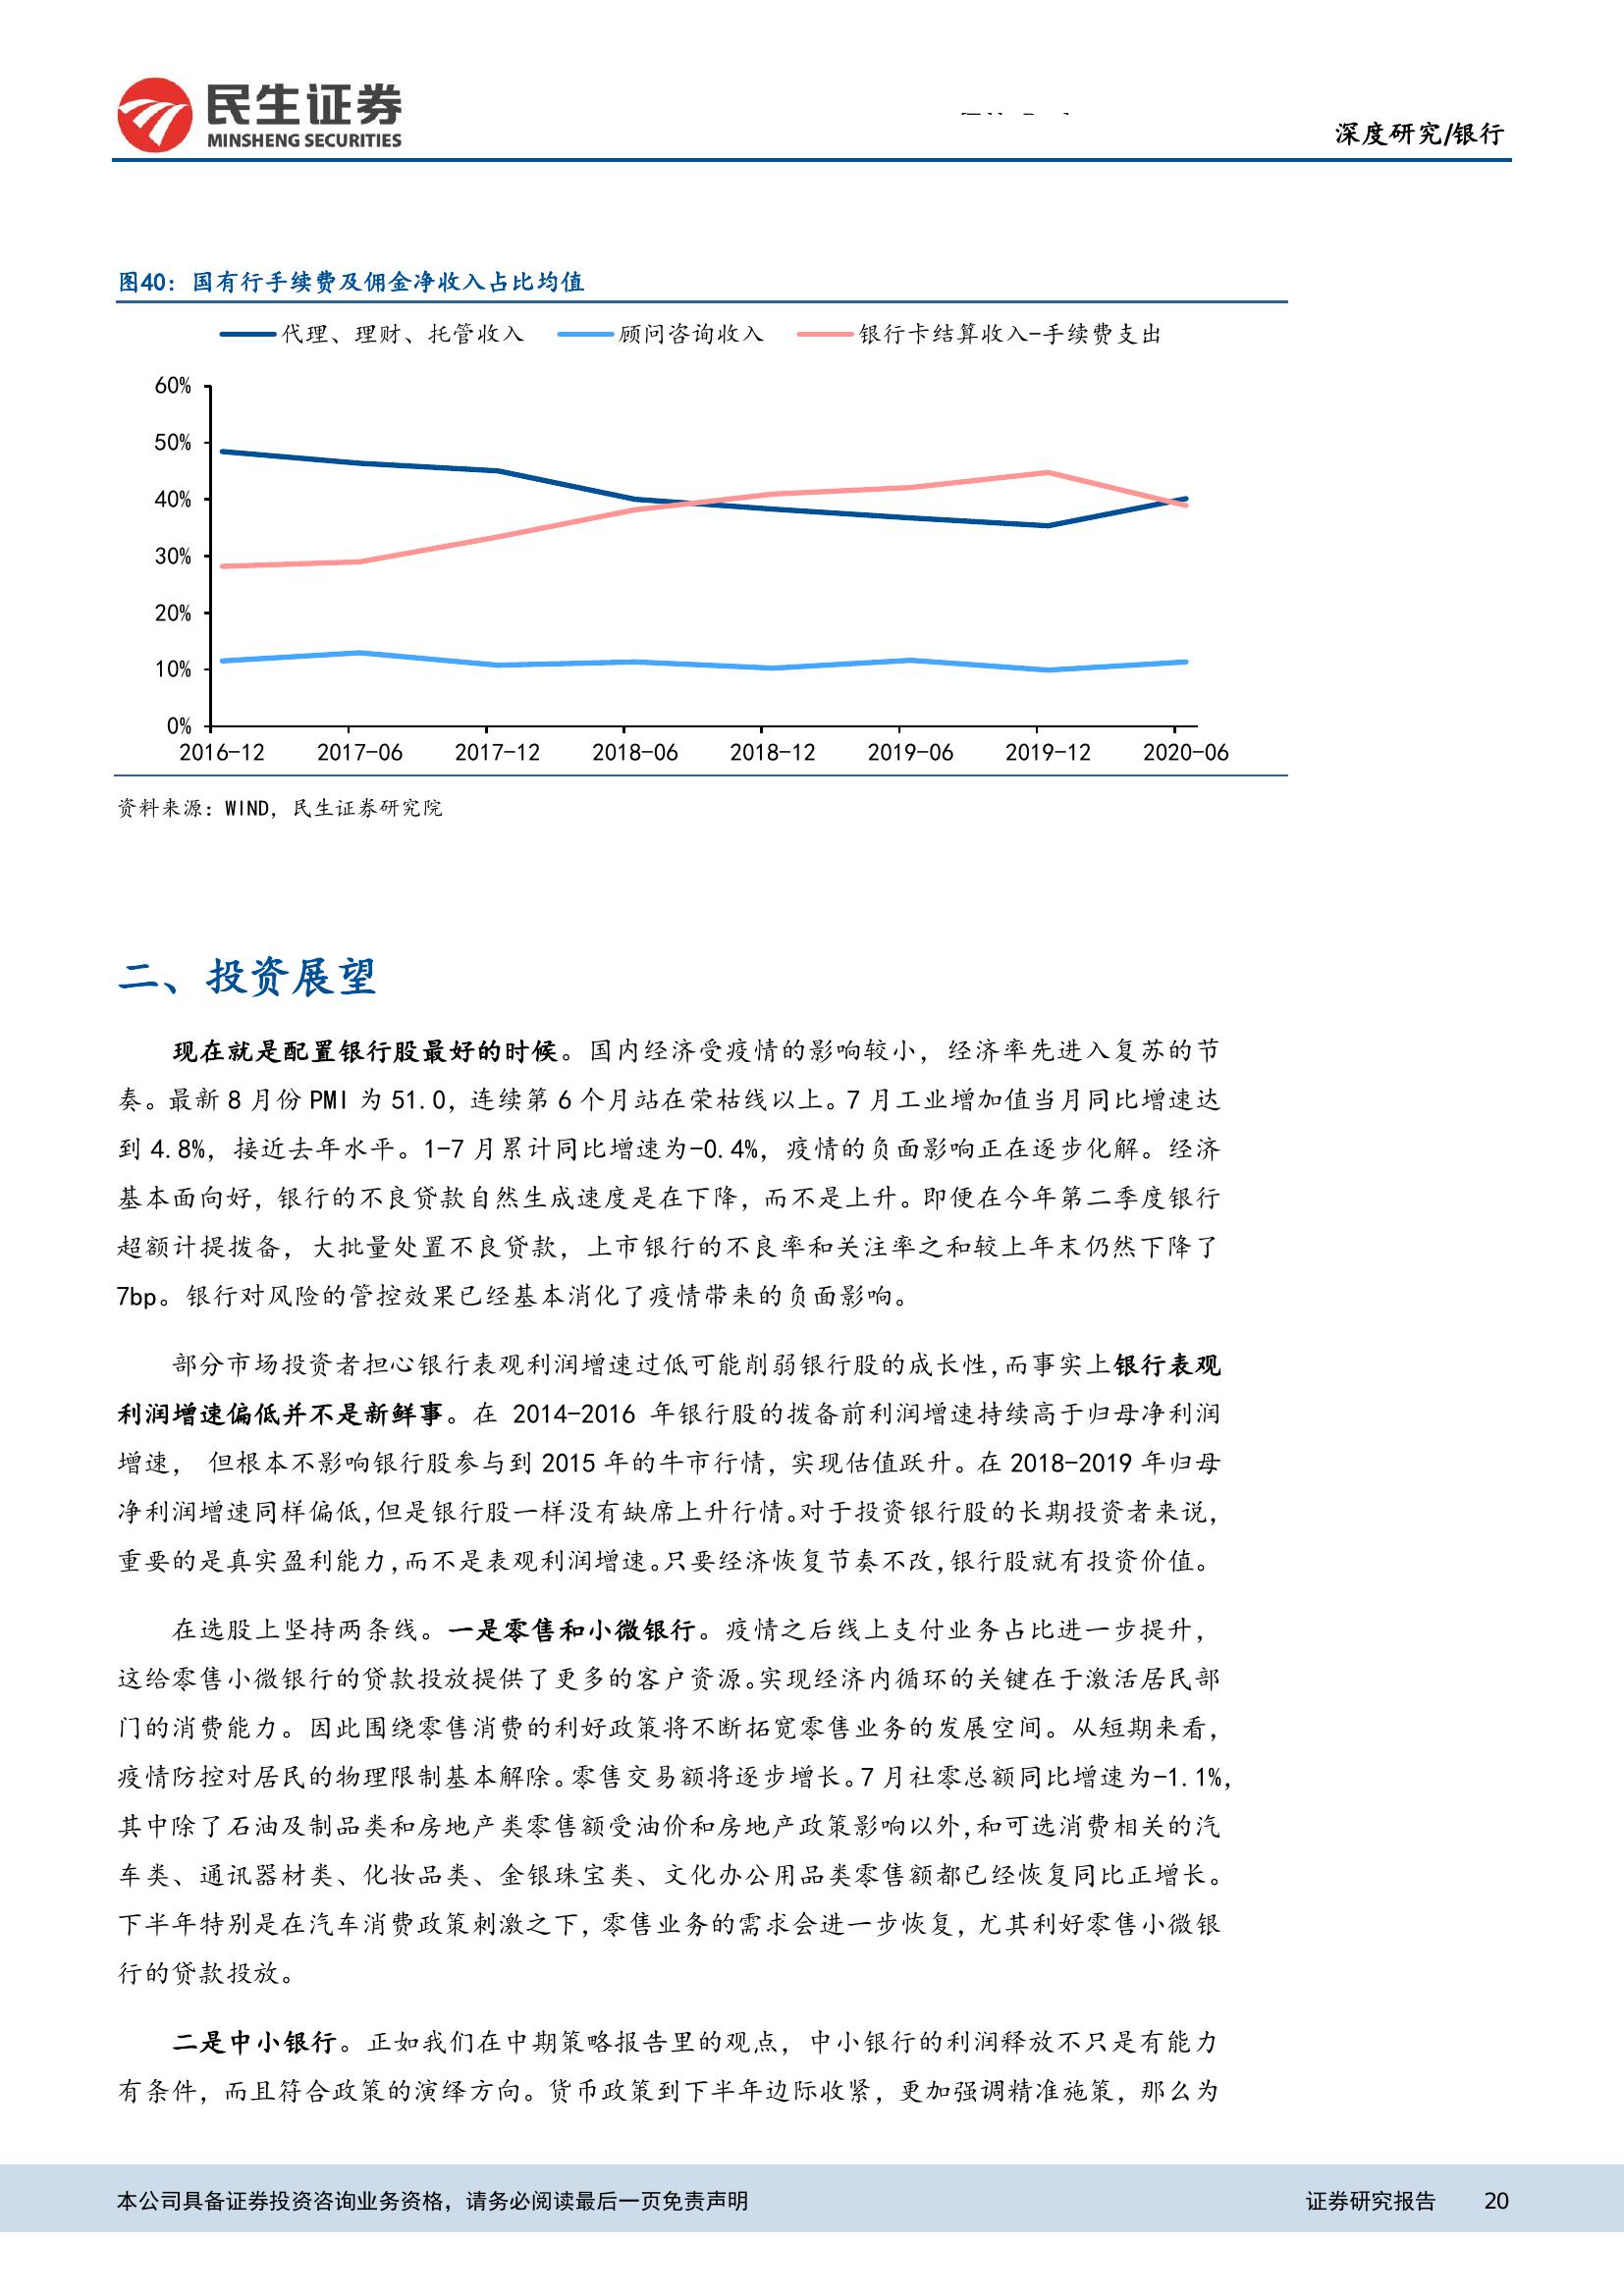 民生证券
MINSHENG SECURITIES
深度研究/银行
图40：国有行手续费及佣金净收入占比均值
代理、理财、托管收入 顾问咨询收入 银行卡结算收入-手续费支出
60%
50%
40%
30%
20%
10%
0%
2016-12 2017-06 2017-12 2018-06 2018-12 2019-06 2019-12 2020-06
资料来源：WIND，民生证券研究院
二、投资展望
现在就是配置银行股最好的时候。国内经济受疫情的影响较小，经济率先进入复苏的节
奏。最新 8 月份 PMI 为 51.0，连续第 6 个月站在荣枯线以上。7 月工业增加值当月同比增速达
到 4.8%，接近去年水平。1-7 月累计同比增速为-0.4%，疫情的负面影响正在逐步化解。经济
基本面向好，银行的不良贷款自然生成速度是在下降，而不是上升。即便在今年第二季度银行
超额计提拨备，大批量处置不良贷款，上市银行的不良率和关注率之和较上年末仍然下降了
7bp。银行对风险的管控效果已经基本消化了疫情带来的负面影响。
部分市场投资者担心银行表观利润增速过低可能削弱银行股的成长性，而事实上银行表观
利润增速偏低并不是新鲜事。在 2014-2016 年银行股的拨备前利润增速持续高于归母净利润
增速， 但根本不影响银行股参与到 2015 年的牛市行情，实现估值跃升。在 2018-2019 年归母
净利润增速同样偏低，但是银行股一样没有缺席上升行情。对于投资银行股的长期投资者来说，
重要的是真实盈利能力，而不是表观利润增速。只要经济恢复节奏不改，银行股就有投资价值。
在选股上坚持两条线。一是零售和小微银行。疫情之后线上支付业务占比进一步提升，
这给零售小微银行的贷款投放提供了更多的客户资源。实现经济内循环的关键在于激活居民部
门的消费能力。因此围绕零售消费的利好政策将不断拓宽零售业务的发展空间。从短期来看，
疫情防控对居民的物理限制基本解除。零售交易额将逐步增长。7 月社零总额同比增速为-1.1%，
其中除了石油及制品类和房地产类零售额受油价和房地产政策影响以外，和可选消费相关的汽
车类、通讯器材类、化妆品类、金银珠宝类、文化办公用品类零售额都已经恢复同比正增长。
下半年特别是在汽车消费政策刺激之下，零售业务的需求会进一步恢复，尤其利好零售小微银
行的贷款投放。
二是中小银行。正如我们在中期策略报告里的观点，中小银行的利润释放不只是有能力
有条件，而且符合政策的演绎方向。货币政策到下半年边际收紧，更加强调精准施策，那么为
本公司具备证券投资咨询业务资格，请务必阅读最后一页免责声明 证券研究报告 20